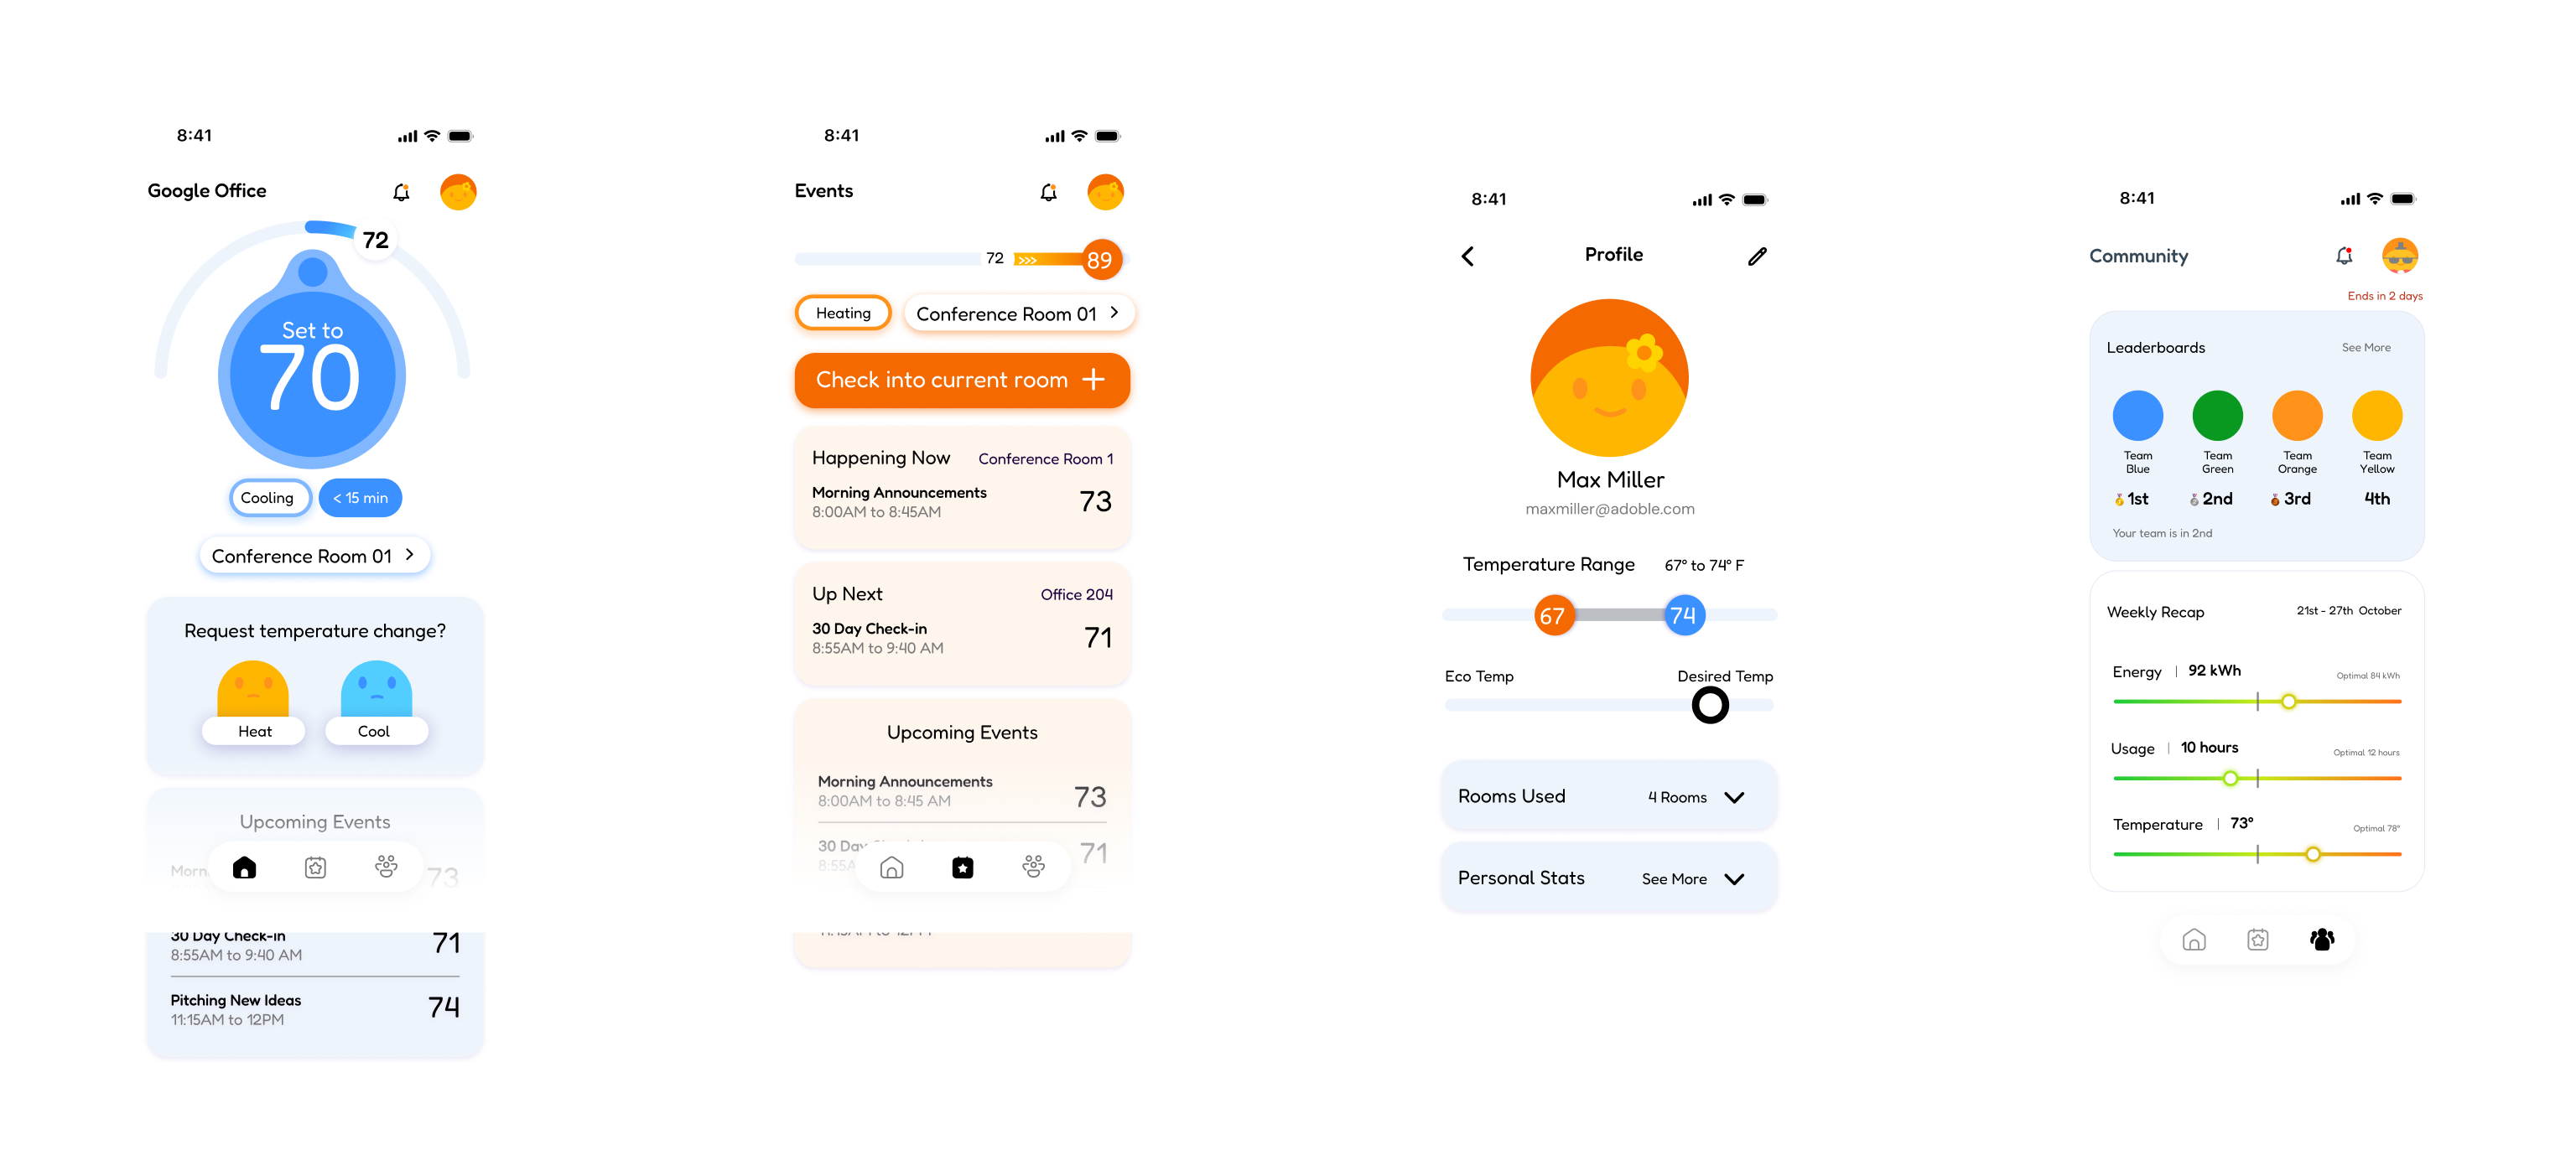 8:41
Google Office
72
Set to
70
Cooling
< 15 min
Conference Room 01
Request temperature change?
Heat
Cool
Upcoming Events
Morn
73
30 Day Check-in
8:55AM to 9:40 AM
71
Pitching New Ideas
11:15AM to 12PM
74
8:41
Events
72
>>>
89
Heating
Conference Room 01
Check into current room +
Happening Now
Conference Room 1
Morning Announcements
8:00AM to 8:45AM
73
Up Next
Office 204
30 Day Check-in
8:55AM to 9:40 AM
71
Upcoming Events
Morning Announcements
8:00AM to 8:45 AM
73
30 Day
8:55A
71
8:41
Profile
Max Miller
maxmiller@adoble.com
Temperature Range
67° to 74° F
67
74
Eco Temp
Desired Temp
Rooms Used
4 Rooms
Personal Stats
See More
8:41
Community
Ends in 2 days
Leaderboards
See More
Team
Blue
Team
Green
Team
Orange
Team
Yellow
1st
2nd
3rd
4th
Your team is in 2nd
Weekly Recap
21st - 27th October
Energy | 92 kWh
Optimal 84 kWh
Usage | 10 hours
Optimal 12 hours
Temperature | 73°
Optimal 78°